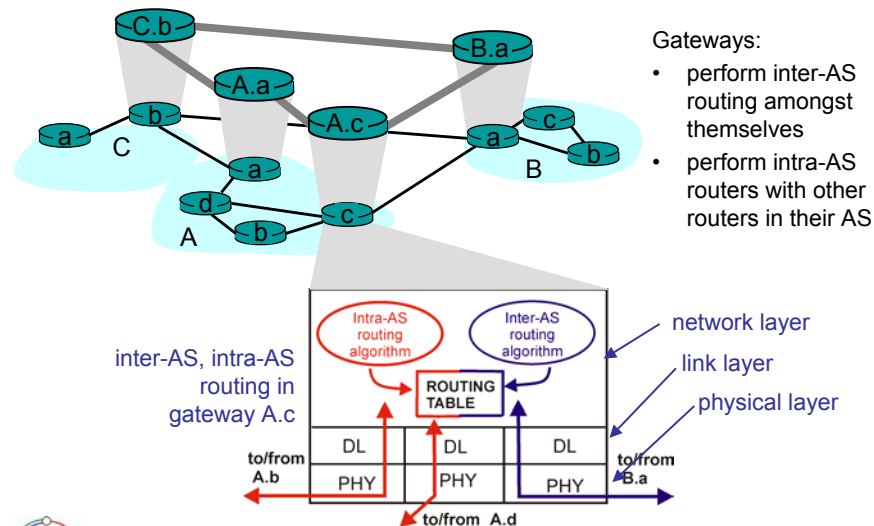 C.b
B.a
A.a
A.c
a
b
C
a
c
b
B
a
d
b
c
A
Gateways:
• perform inter-AS
routing amongst
themselves
• perform intra-AS
routers with other
routers in their AS
inter-AS, intra-AS
routing in
gateway A.c
Intra-AS
routing
algorithm
Inter-AS
routing
algorithm
ROUTING
TABLE
DL
DL
DL
PHY
PHY
PHY
to/from
A.b
to/from A.d
to/from
B.a
network layer
link layer
physical layer